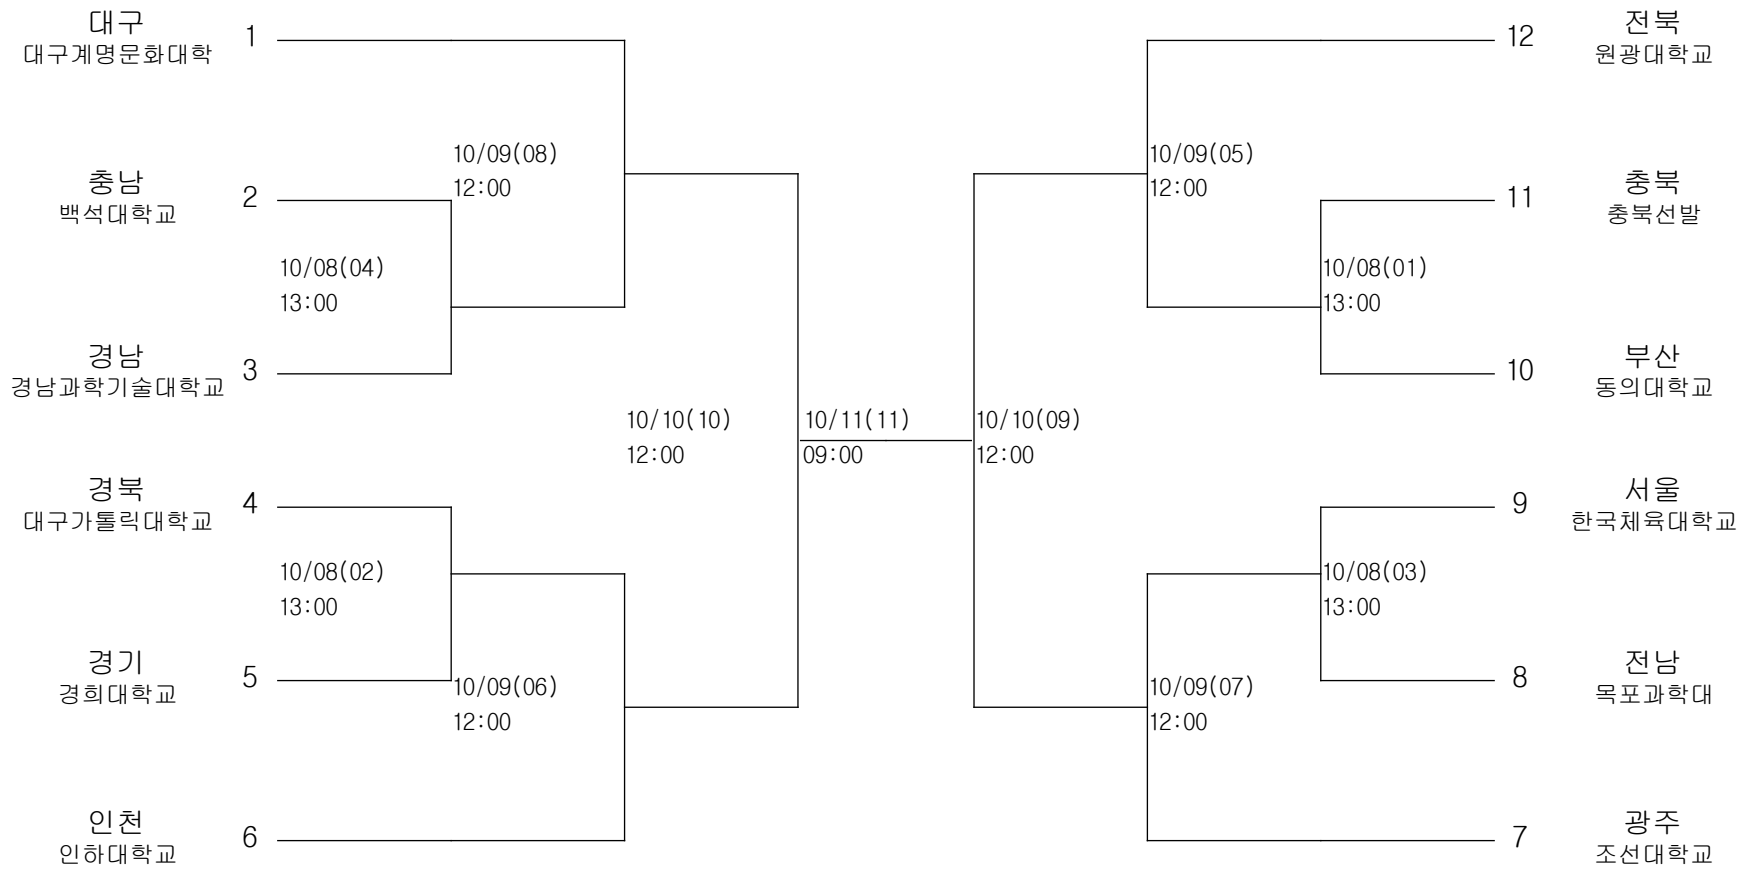 대구
대구계명문화대학
1
12
전북
원광대학교
10/09(08)
12:00
10/09(05)
12:00
충남
백석대학교
2
11
충북
충북선발
10/08(04)
13:00
10/08(01)
13:00
경남
경남과학기술대학교
3
10
부산
동의대학교
10/10(10)
12:00
10/11(11)
09:00
10/10(09)
12:00
경북
대구가톨릭대학교
4
9
서울
한국체육대학교
10/08(02)
13:00
10/08(03)
13:00
경기
경희대학교
5
8
전남
목포과학대
10/09(06)
12:00
10/09(07)
12:00
인천
인하대학교
6
7
광주
조선대학교